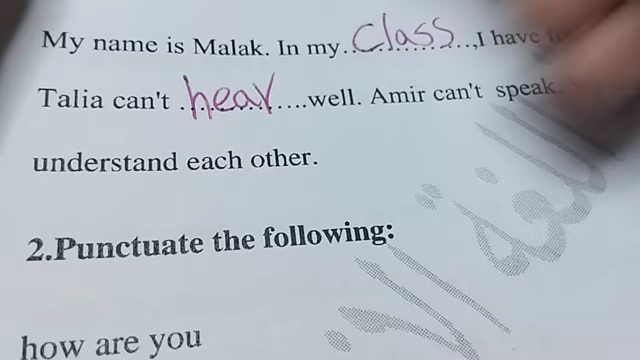 My name is Malak. In my..class...,I have
Talia can't .hear....well. Amir can't speak.
understand each other.
2.Punctuate the following:
how are you